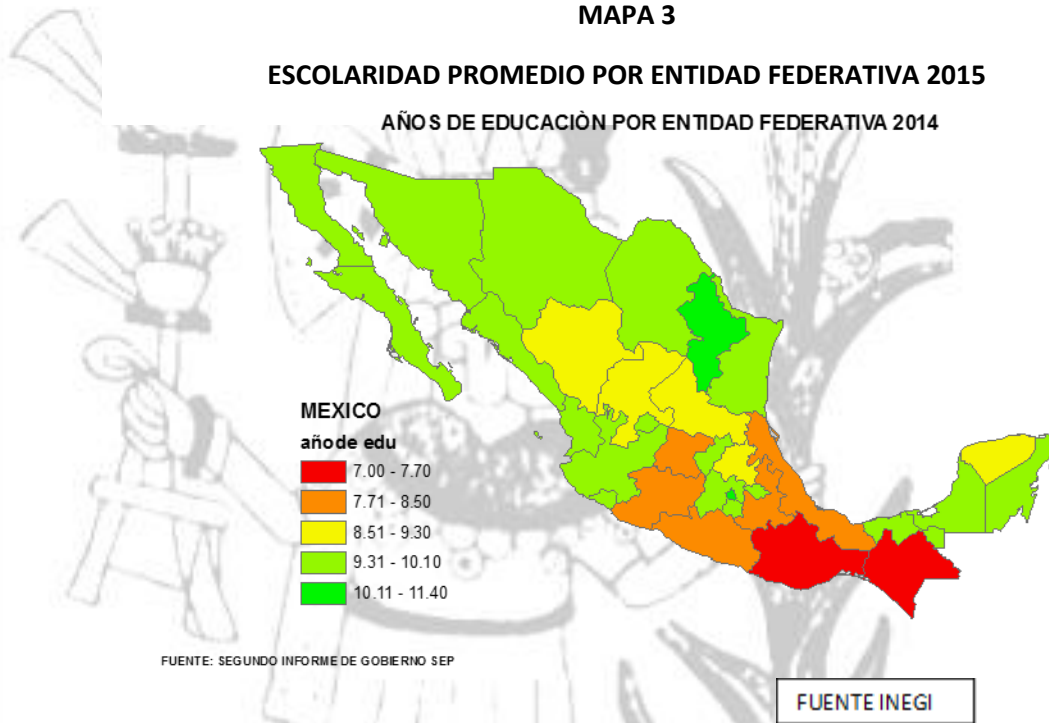 MAPA 3
ESCOLARIDAD PROMEDIO POR ENTIDAD FEDERATIVA 2015
AÑOS DE EDUCACIÒN POR ENTIDAD FEDERATIVA 2014
MEXICO
año de edu
7.00 - 7.70
7.71 - 8.50
8.51 - 9.30
9.31 - 10.10
10.11 - 11.40
FUENTE: SEGUNDO INFORME DE GOBIERNO SEP
FUENTE INEGI